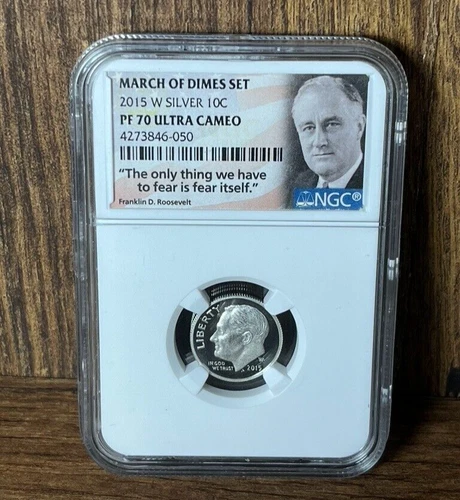 MARCH OF DIMES SET
2015 W SILVER 10C
PF 70 ULTRA CAMEO
4273846-050
"The only thing we have
to fear is fear itself."
Franklin D. Roosevelt
NGC®
LIBERTY
IN GOD
WE TRUST
W
2015